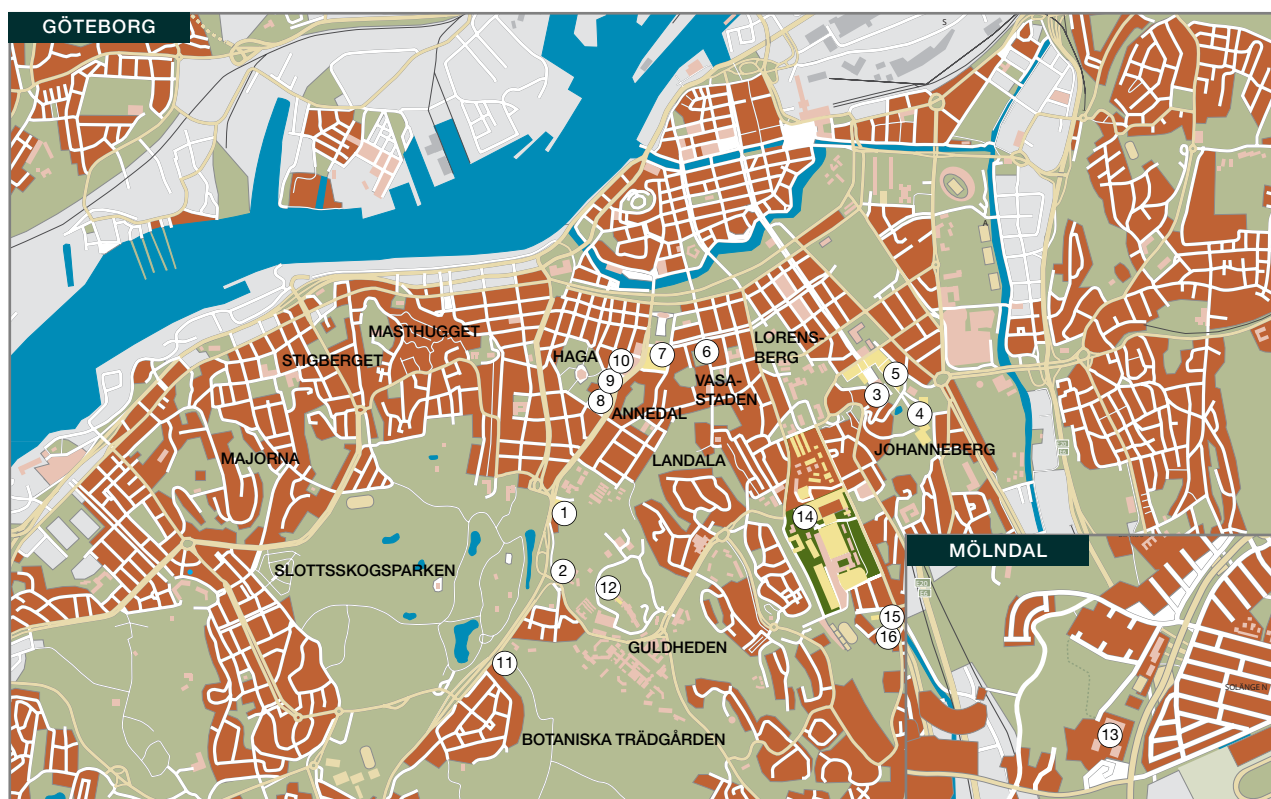 GÖTEBORG
S
MASTHUGGET
STIGBERGET
HAGA
10
7
6
LORENS-
BERG
9
8
VASA-
STADEN
5
3
4
ANNEDAL
MAJORNA
LANDALA
JOHANNEBERG
1
14
MÖLNDAL
SLOTTSSKOGSPARKEN
2
12
15
16
GULDHEDEN
11
SOLÄNGEN
BOTANISKA TRÄDGÅRDEN
13